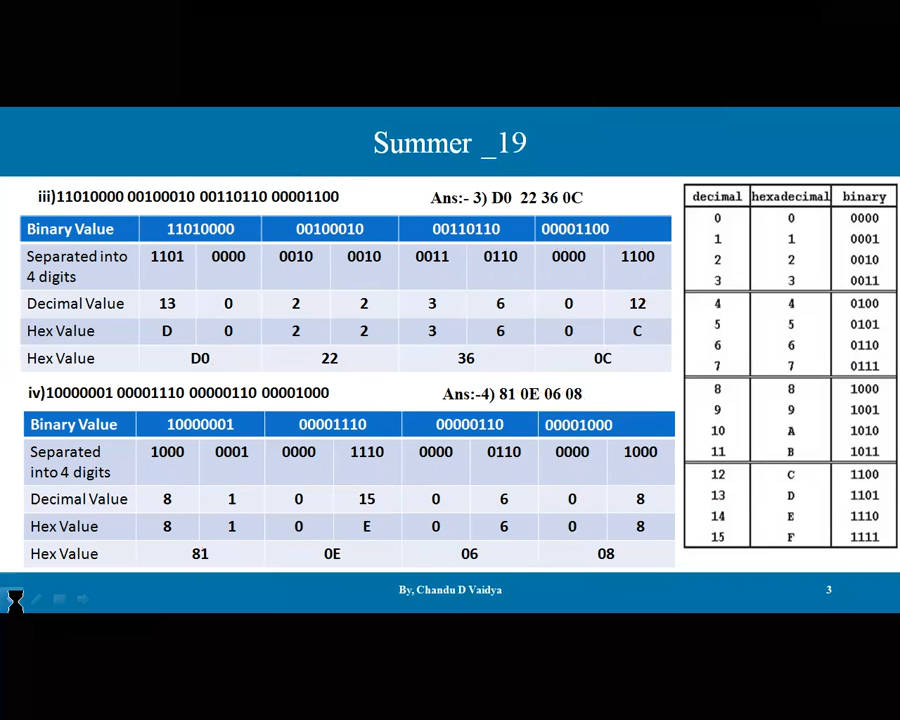 Summer _19
iii)11010000 00100010 00110110 00001100
Ans:- 3) D0 22 36 0C
Binary Value 11010000 00100010 00110110 00001100
Separated into 4 digits 1101 0000 0010 0010 0011 0110 0000 1100
Decimal Value 13 0 2 2 3 6 0 12
Hex Value D 0 2 2 3 6 0 C
Hex Value D0 22 36 0C
iv)10000001 00001110 00000110 00001000
Ans:-4) 81 0E 06 08
Binary Value 10000001 00001110 00000110 00001000
Separated into 4 digits 1000 0001 0000 1110 0000 0110 0000 1000
Decimal Value 8 1 0 15 0 6 0 8
Hex Value 8 1 0 E 0 6 0 8
Hex Value 81 0E 06 08
decimal hexadecimal binary
0 0 0000
1 1 0001
2 2 0010
3 3 0011
4 4 0100
5 5 0101
6 6 0110
7 7 0111
8 8 1000
9 9 1001
10 A 1010
11 B 1011
12 C 1100
13 D 1101
14 E 1110
15 F 1111
By, Chandu D Vaidya
3